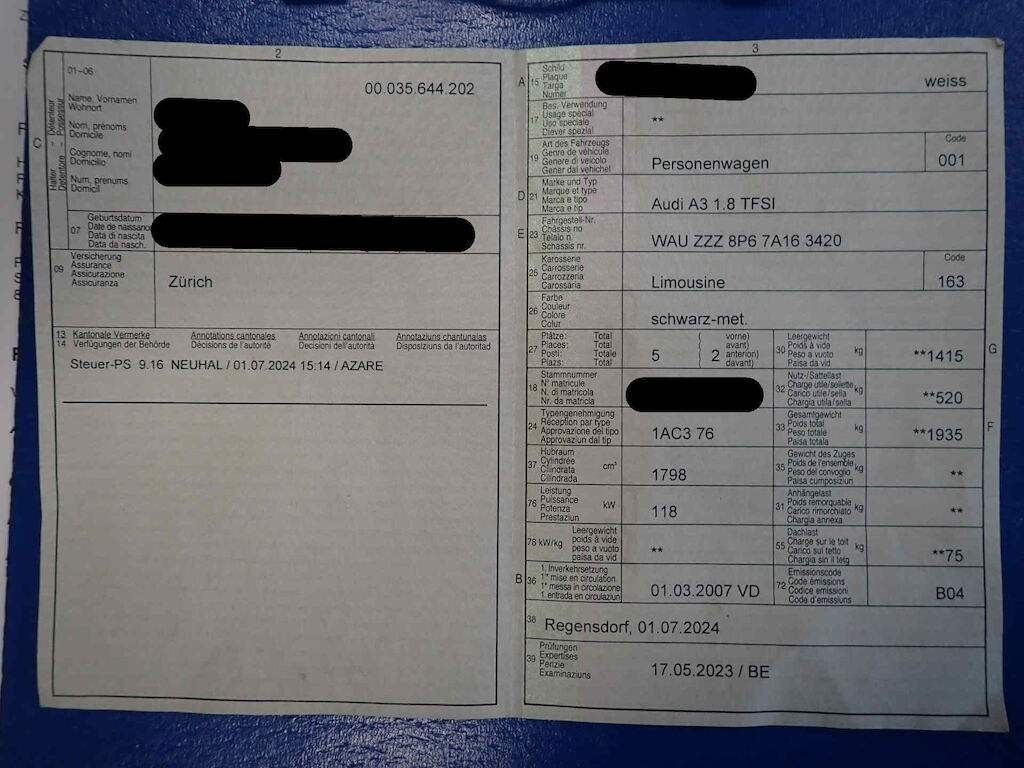 2
01-06
00.035.644.202
Name, Vornamen
Wohnort
Nom, prénoms
Domicile
Cognome, nomi
Domicilio
Num, prenums
Domicil
C
Halter - Détenteur
Detentore - Possessur
07
Geburtsdatum
Date de naissance
Data di nascita
Data da nasch.
09
Versicherung
Assurance
Assicurazione
Assicuranza
Zürich
13 Kantonale Vermerke Annotations cantonales Annotazioni cantonali Annotaziuns chantunalas
14 Verfügungen der Behörde Décisions de l'autorité Decisioni dell'autorità Disposiziuns da l'autoritad
Steuer-PS 9.16 NEUHAL / 01.07.2024 15:14 / AZARE
3
A 15
Schild
Plaque
Targa
Numer
weiss
17
Bes. Verwendung
Usage spécial
Uso speciale
Diever spezial
**
19
Art des Fahrzeugs
Genre de véhicule
Genere di veicolo
Gener dal vehichel
Personenwagen
Code
001
D 21
Marke und Typ
Marque et type
Marca e tipo
Marca e tip
Audi A3 1.8 TFSI
E 23
Fahrgestell-Nr.
Châssis no
Telaio n.
Schassis nr.
WAU ZZZ 8P6 7A16 3420
25
Karosserie
Carrosserie
Carrozzeria
Carossaria
Limousine
Code
163
26
Farbe
Couleur
Colore
Colur
schwarz-met.
27
Plätze: Total
Places: Total
Posti: Totale
Plazs: Total
5
( vorne)
avant)
2 anteriori)
( davant)
30
Leergewicht
Poids à vide
Peso a vuoto
Paisa da vid
kg
**1415
G
18
Stammnummer
N° matricule
N. di matricola
Nr. da matricla
32
Nutz-/Sattellast
Charge utile/sellette
Carico utile/sella
Chargia utila/sella
kg
**520
24
Typengenehmigung
Réception par type
Approvazione del tipo
Approvaziun dal tip
1AC3 76
33
Gesamtgewicht
Poids total
Peso totale
Paisa totala
kg
**1935
F
37
Hubraum
Cylindrée
Cilindrata
Cilindrada
cm³
1798
35
Gewicht des Zuges
Poids de l'ensemble
Peso del convoglio
Paisa cumposiziun
kg
**
76
Leistung
Puissance
Potenza
Prestaziun
kW
118
31
Anhängelast
Poids remorquable
Carico rimorchiato
Chargia annexa
kg
**
78 kW/kg
Leergewicht
poids à vide
peso a vuoto
paisa da vid
**
55
Dachlast
Charge sur le toit
Carico sul tetto
Chargia sin il tetg
kg
**75
B 36
1. Inverkehrsetzung
1re mise en circulation
1a messa in circolazione
1. entrada en circulaziun
01.03.2007 VD
72
Emissionscode
Code émissions
Codice emissioni
Code d'emissiuns
B04
38
Regensdorf, 01.07.2024
39
Prüfungen
Expertises
Perizie
Examinaziuns
17.05.2023 / BE